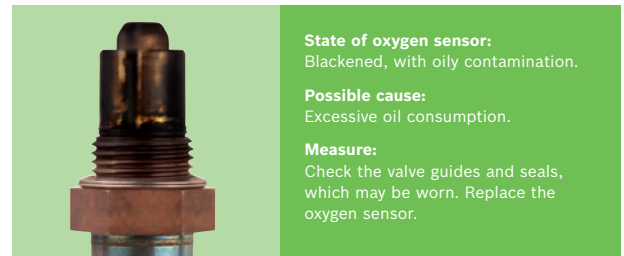 State of oxygen sensor:
Blackened, with oily contamination.
Possible cause:
Excessive oil consumption.
Measure:
Check the valve guides and seals,
which may be worn. Replace the
oxygen sensor.